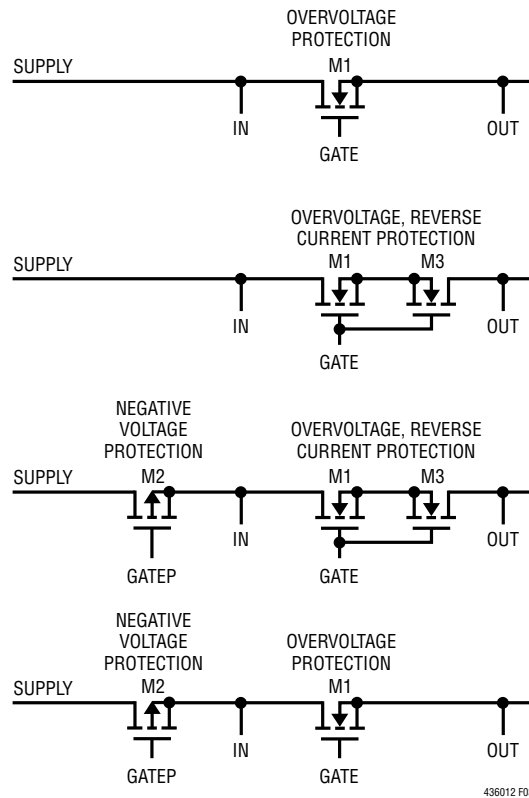 OVERVOLTAGE
PROTECTION
SUPPLY
M1
IN
OUT
GATE
OVERVOLTAGE, REVERSE
CURRENT PROTECTION
SUPPLY
M1
M3
IN
OUT
GATE
NEGATIVE
VOLTAGE
PROTECTION
OVERVOLTAGE, REVERSE
CURRENT PROTECTION
SUPPLY
M2
M1
M3
IN
OUT
GATEP
GATE
NEGATIVE
VOLTAGE
PROTECTION
OVERVOLTAGE
PROTECTION
SUPPLY
M2
M1
IN
OUT
GATEP
GATE